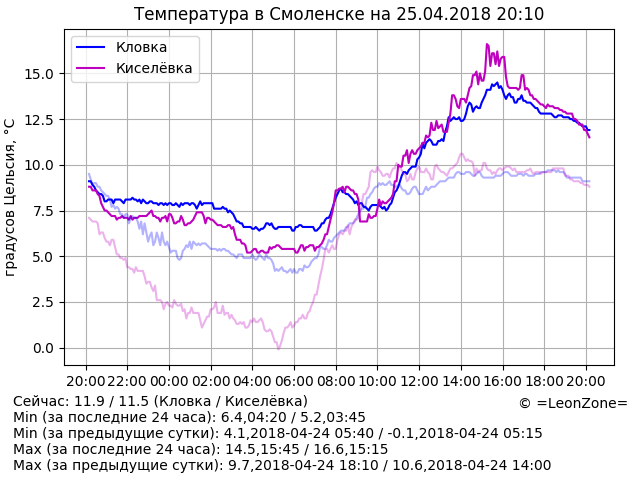 Температура в Смоленске на 25.04.2018 20:10
Кловка
Киселёвка
градусов Цельсия, °C
15.0
12.5
10.0
7.5
5.0
2.5
0.0
20:00 22:00 00:00 02:00 04:00 06:00 08:00 10:00 12:00 14:00 16:00 18:00 20:00
Сейчас: 11.9 / 11.5 (Кловка / Киселёвка)
© =LeonZone=
Min (за последние 24 часа): 6.4,04:20 / 5.2,03:45
Min (за предыдущие сутки): 4.1,2018-04-24 05:40 / -0.1,2018-04-24 05:15
Max (за последние 24 часа): 14.5,15:45 / 16.6,15:15
Max (за предыдущие сутки): 9.7,2018-04-24 18:10 / 10.6,2018-04-24 14:00